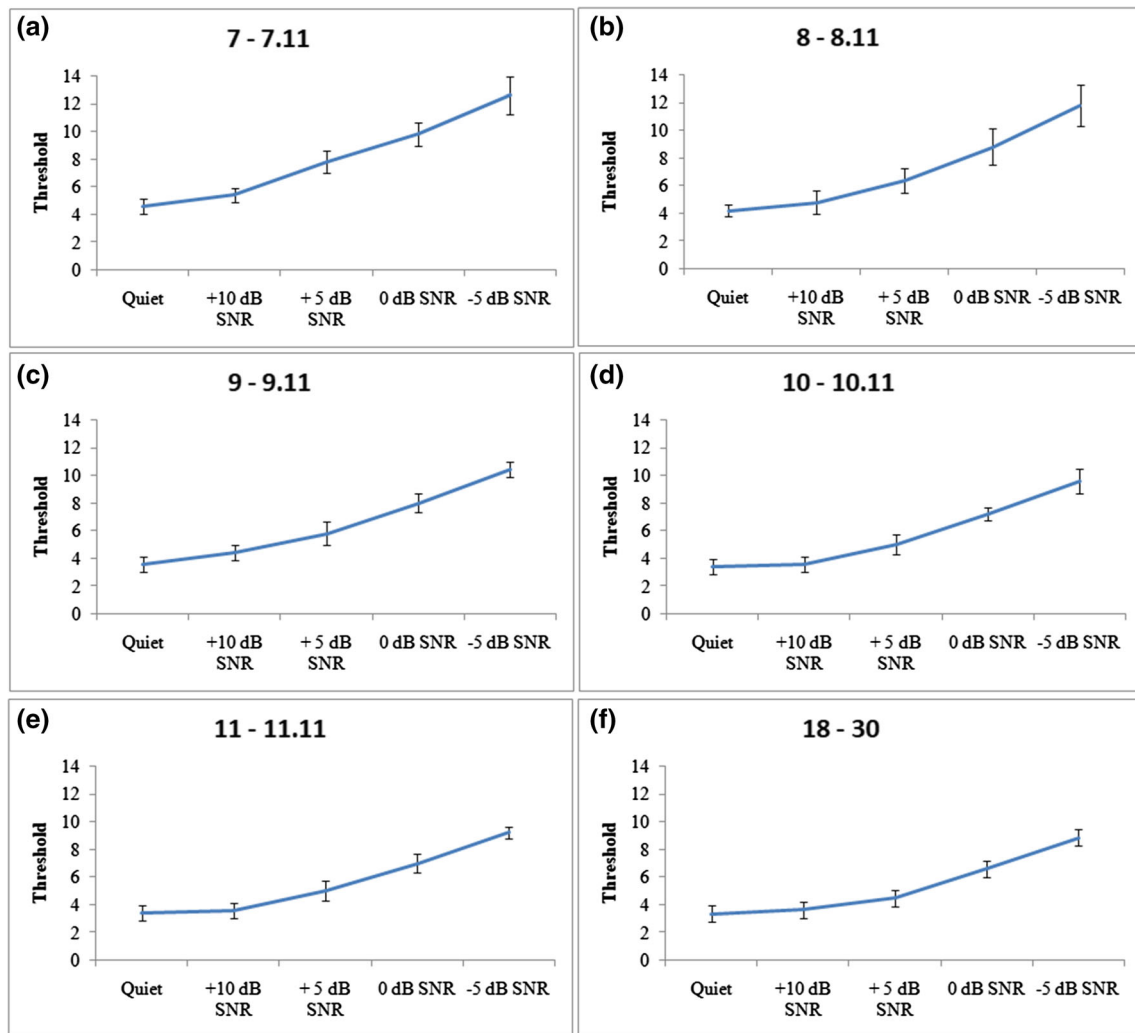 (a)
7 - 7.11
Threshold
14
12
10
8
6
4
2
0
Quiet
+10 dB
SNR
+ 5 dB
SNR
0 dB SNR
-5 dB SNR
(b)
8 - 8.11
Threshold
14
12
10
8
6
4
2
0
Quiet
+10 dB
SNR
+ 5 dB
SNR
0 dB SNR
-5 dB SNR
(c)
9 - 9.11
Threshold
14
12
10
8
6
4
2
0
Quiet
+10 dB
SNR
+ 5 dB
SNR
0 dB SNR
-5 dB SNR
(d)
10 - 10.11
Threshold
14
12
10
8
6
4
2
0
Quiet
+10 dB
SNR
+ 5 dB
SNR
0 dB SNR
-5 dB SNR
(e)
11 - 11.11
Threshold
14
12
10
8
6
4
2
0
Quiet
+10 dB
SNR
+ 5 dB
SNR
0 dB SNR
-5 dB SNR
(f)
18 - 30
Threshold
14
12
10
8
6
4
2
0
Quiet
+10 dB
SNR
+ 5 dB
SNR
0 dB SNR
-5 dB SNR